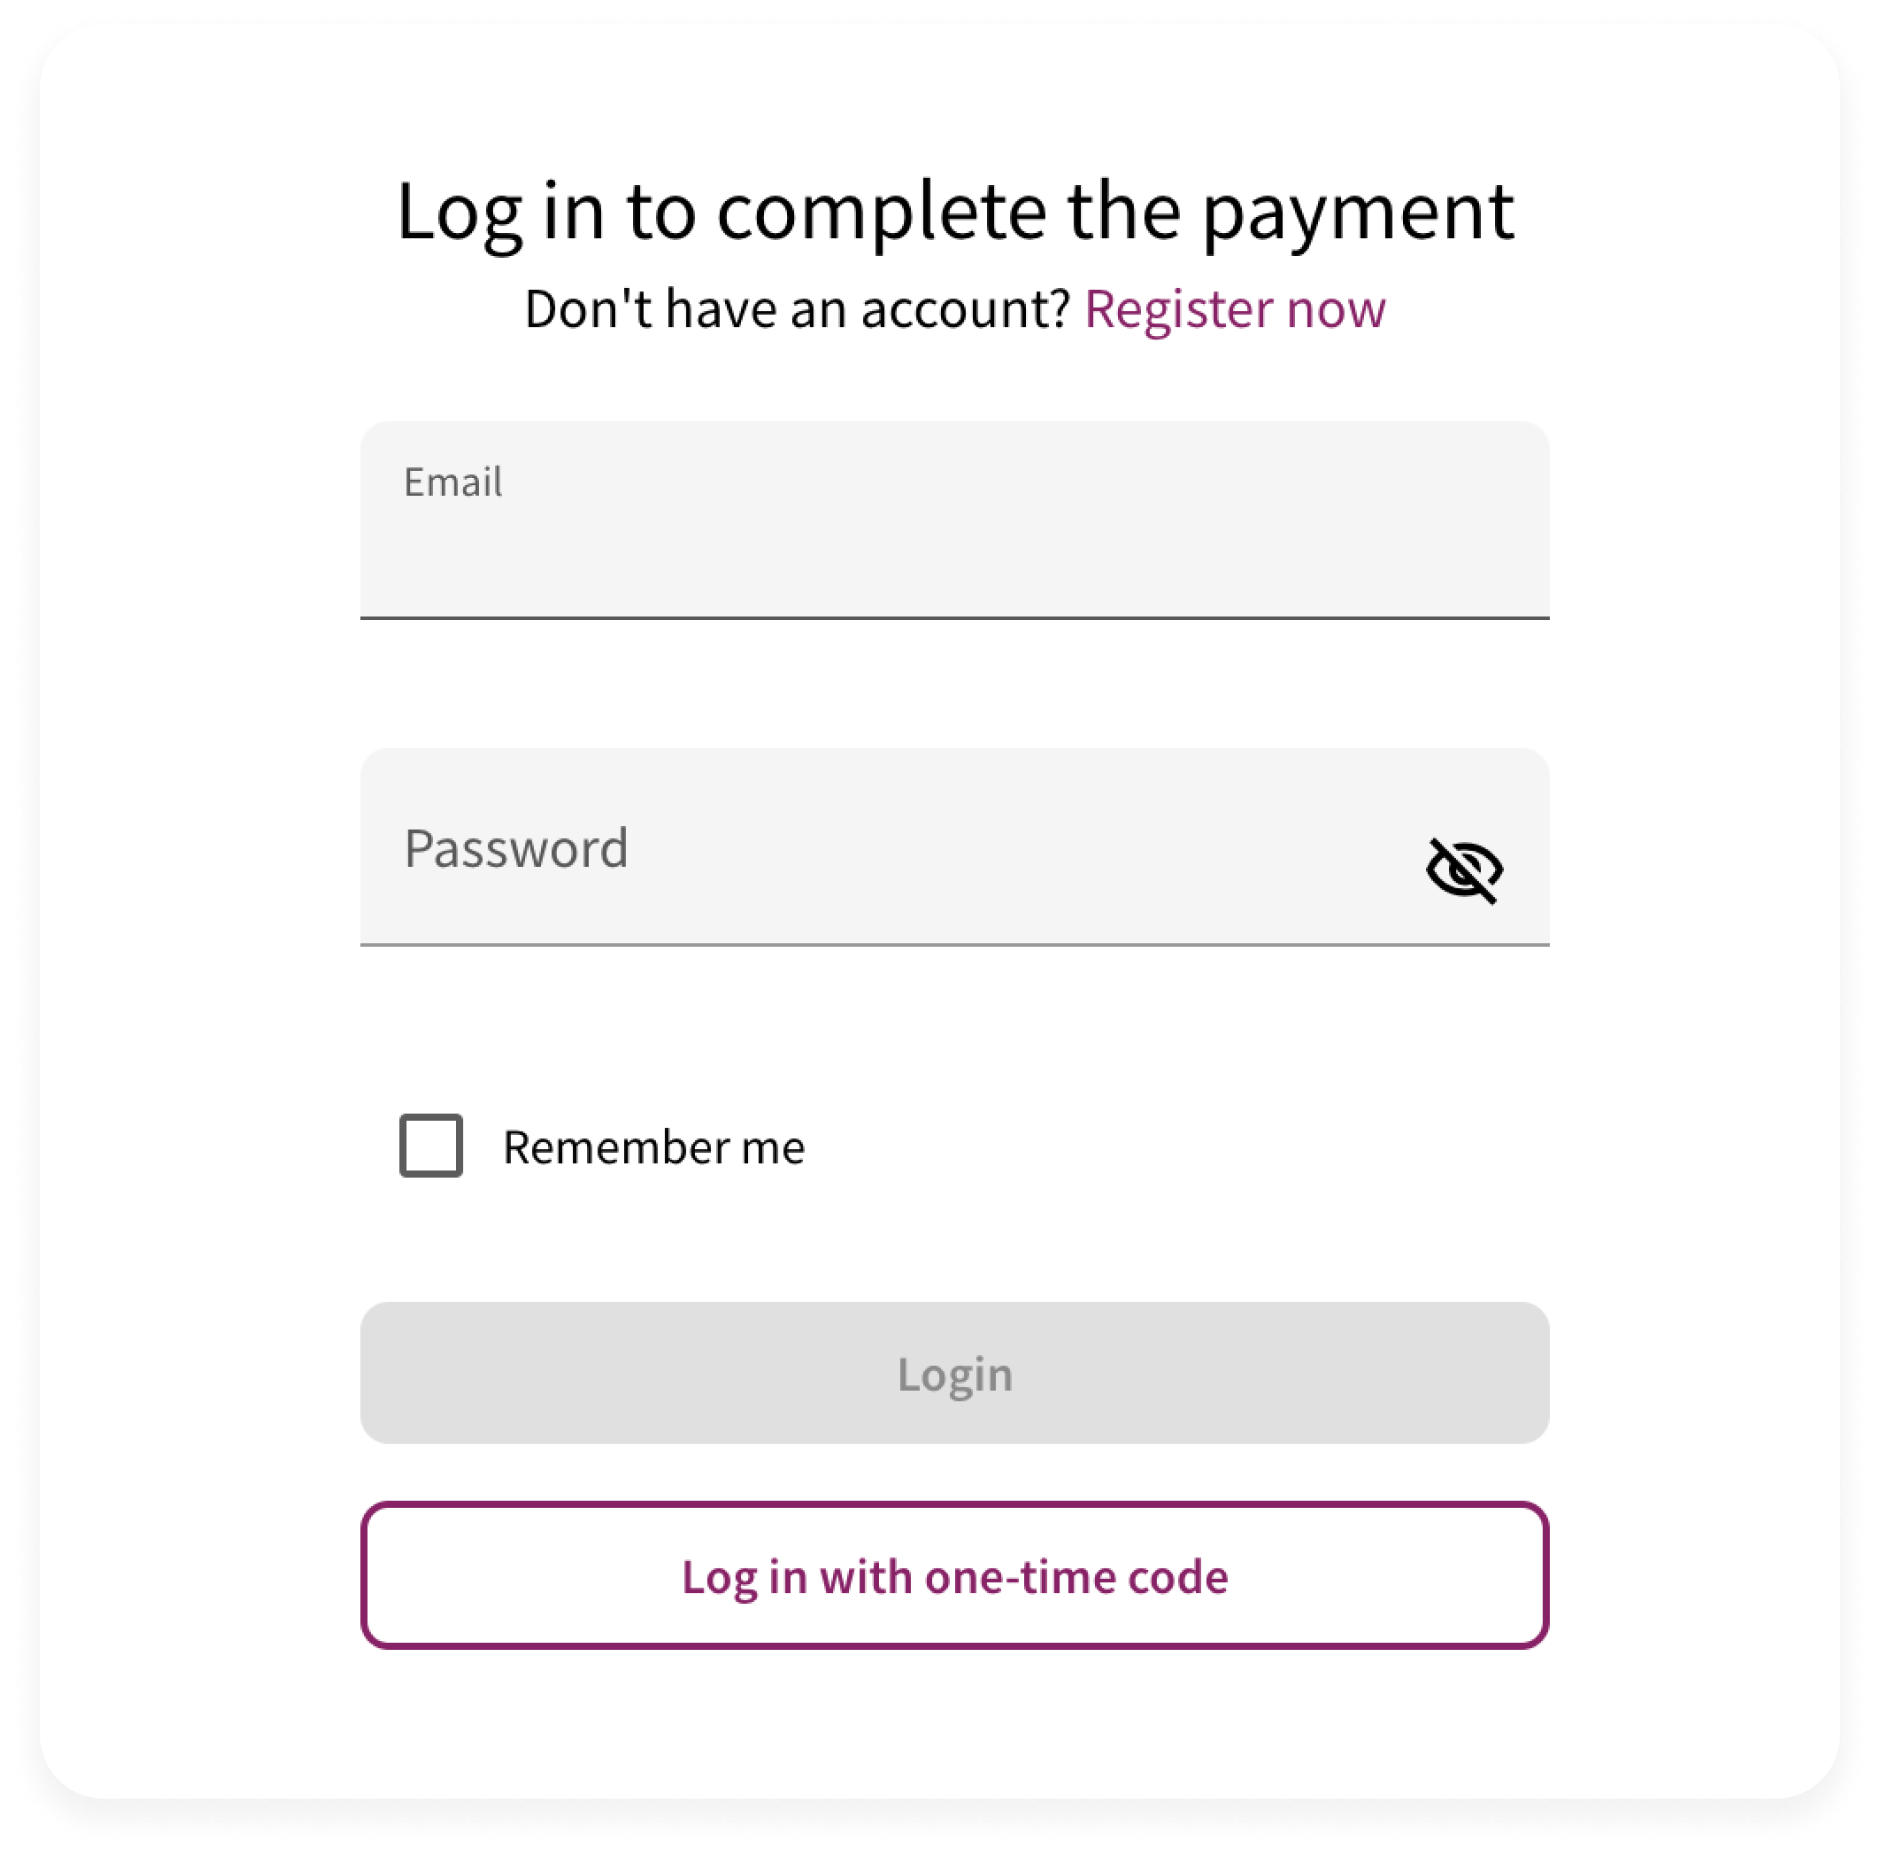 Log in to complete the payment
Don't have an account? Register now
Email
Password
Remember me
Login
Log in with one-time code